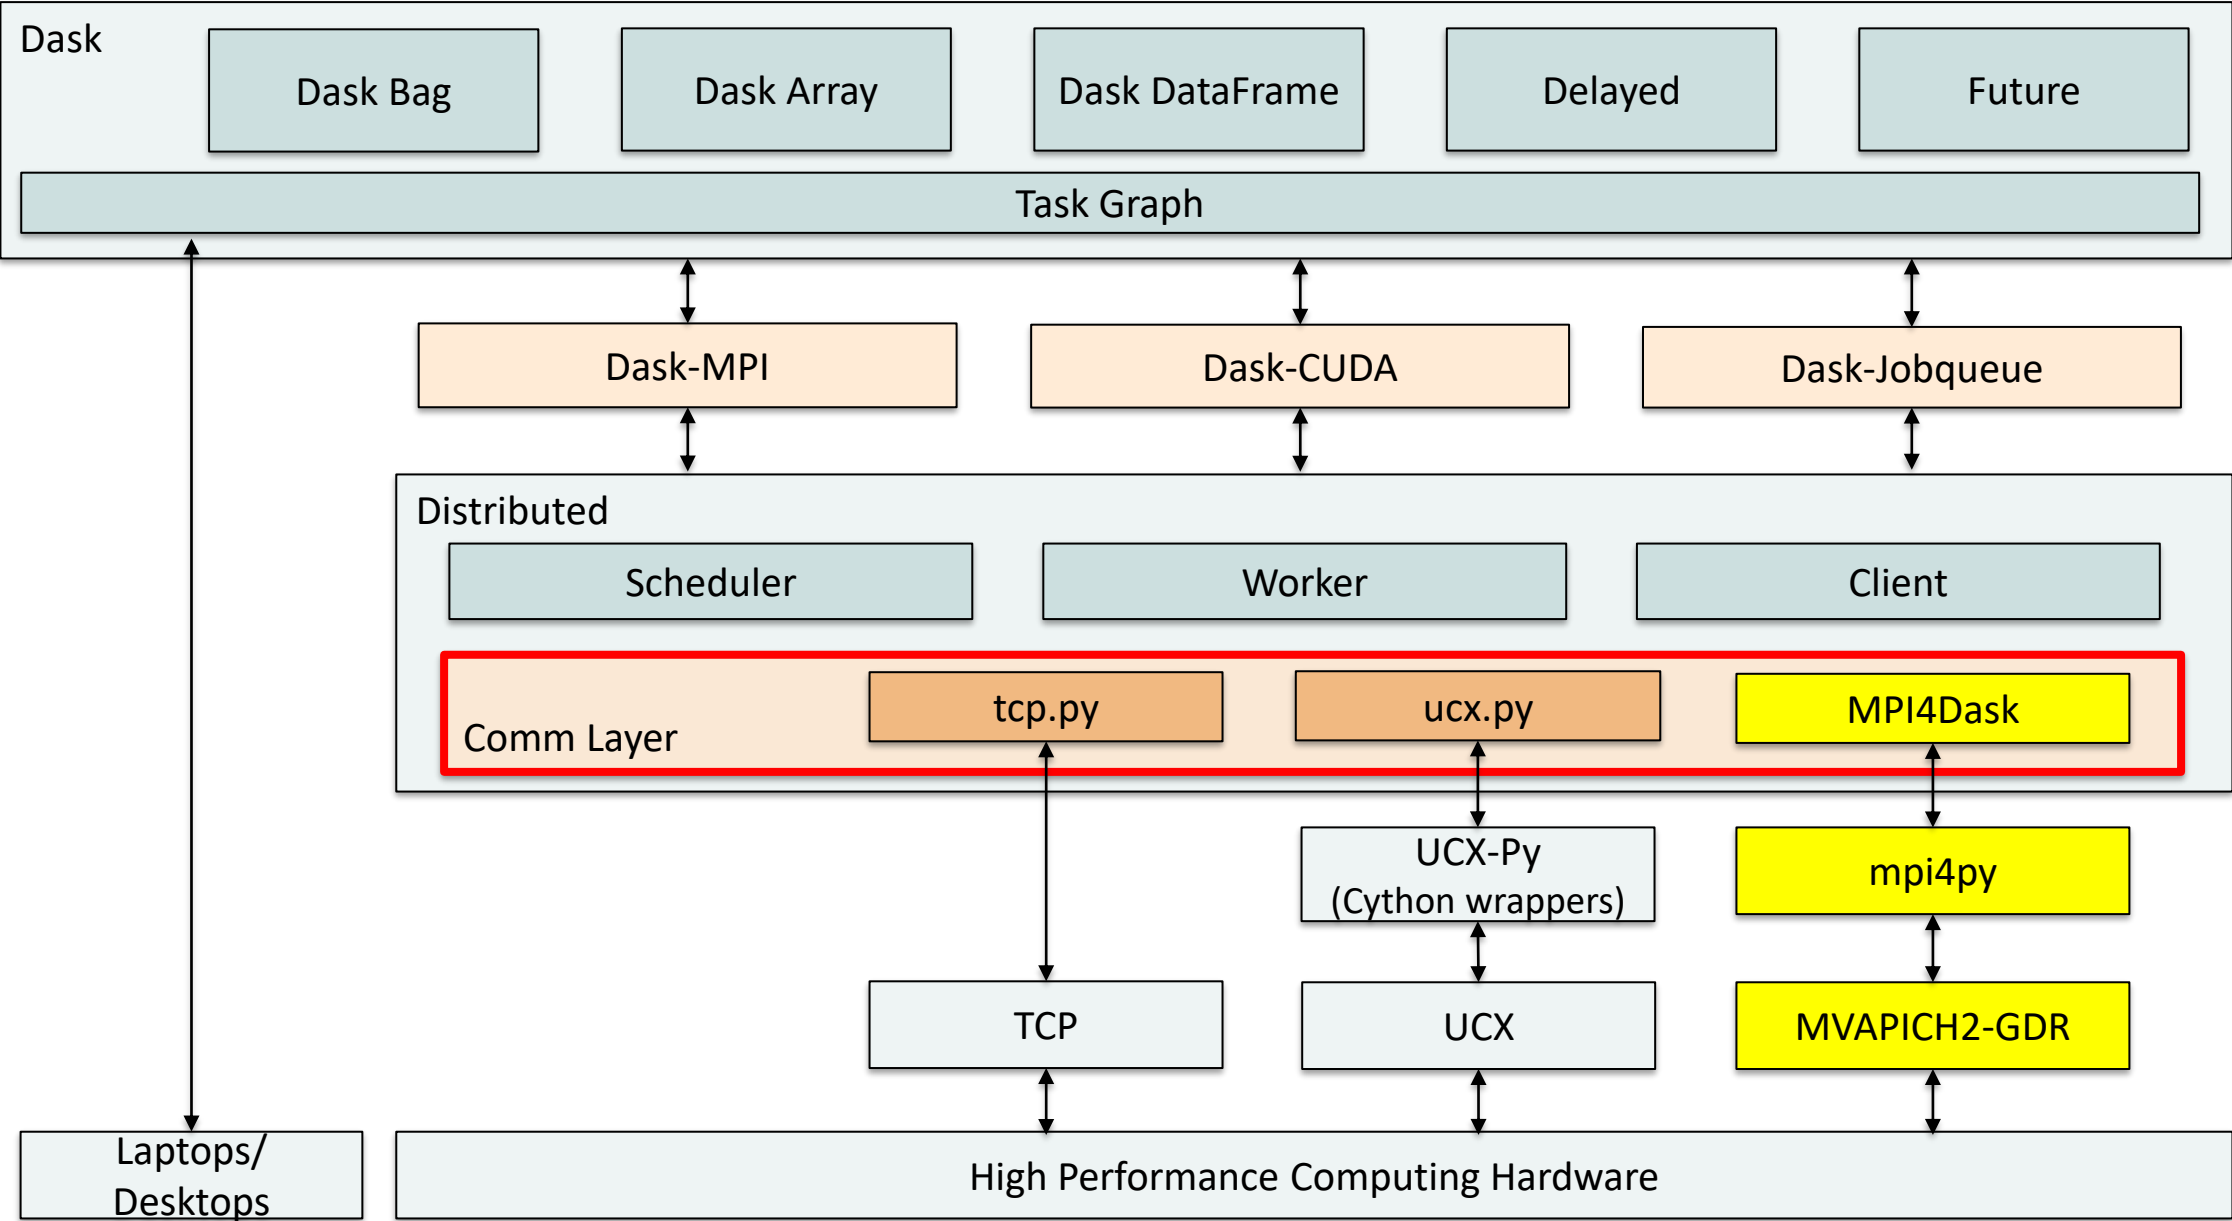 Dask
Dask Bag
Dask Array
Dask DataFrame
Delayed
Future
Task Graph
Dask-MPI
Dask-CUDA
Dask-Jobqueue
Distributed
Scheduler
Worker
Client
Comm Layer
tcp.py
ucx.py
MPI4Dask
UCX-Py
(Cython wrappers)
mpi4py
TCP
UCX
MVAPICH2-GDR
Laptops/
Desktops
High Performance Computing Hardware